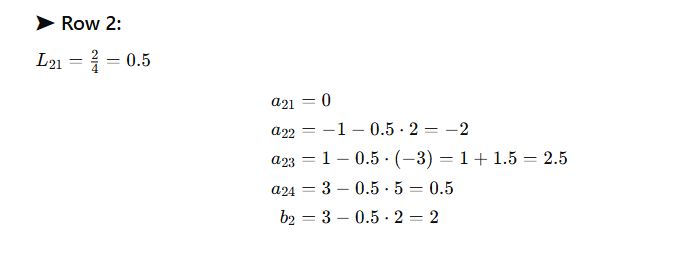 ➤ Row 2:
L₂₁ = 2/4 = 0.5
a₂₁ = 0
a₂₂ = −1 − 0.5 · 2 = −2
a₂₃ = 1 − 0.5 · (−3) = 1 + 1.5 = 2.5
a₂₄ = 3 − 0.5 · 5 = 0.5
b₂ = 3 − 0.5 · 2 = 2